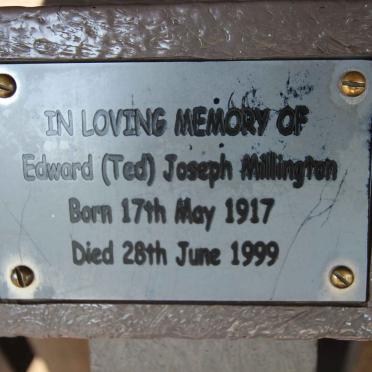 IN LOVING MEMORY OF
Edward (Ted) Joseph Millington
Born 17th May 1917
Died 28th June 1999